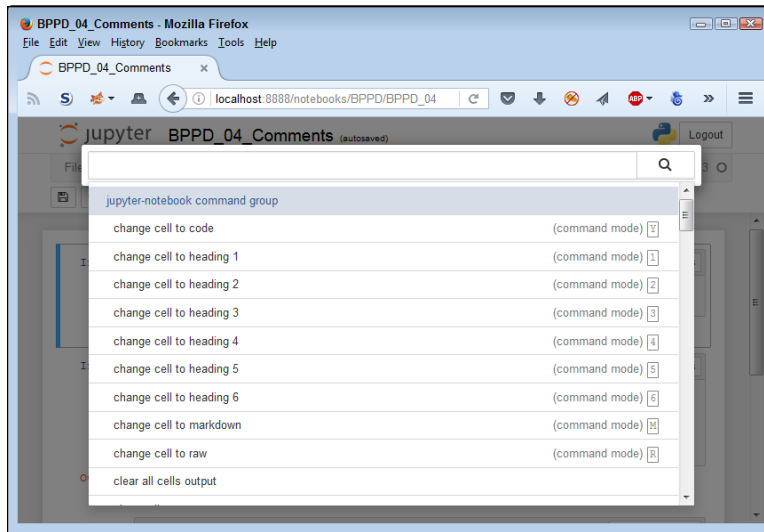 BPPD_04_Comments - Mozilla Firefox
File Edit View History Bookmarks Tools Help
BPPD_04_Comments ×
S ABP
localhost:8888/notebooks/BPPD/BPPD_04
jupyter BPPD_04_Comments (autosaved) Logout
File 3
jupyter-notebook command group
change cell to code (command mode) Y
change cell to heading 1 (command mode) 1
change cell to heading 2 (command mode) 2
change cell to heading 3 (command mode) 3
change cell to heading 4 (command mode) 4
change cell to heading 5 (command mode) 5
change cell to heading 6 (command mode) 6
change cell to markdown (command mode) M
change cell to raw (command mode) R
clear all cells output